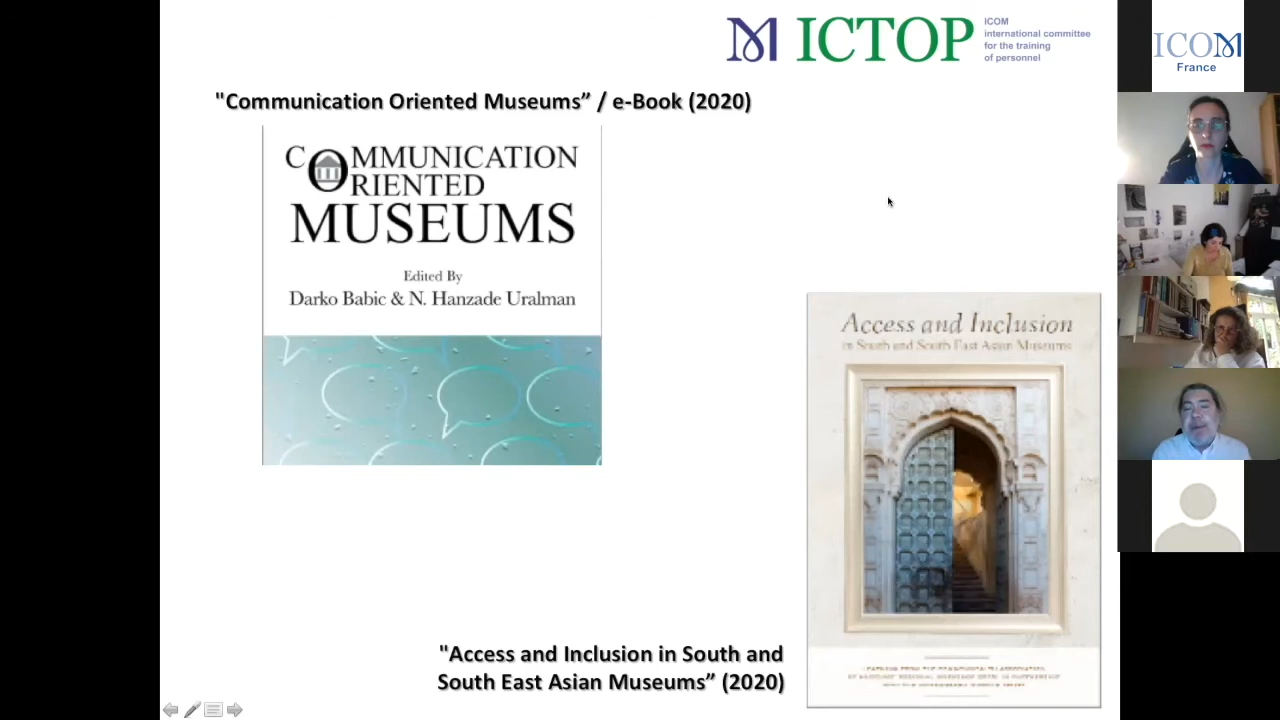 ICTOP
ICOM
international committee
for the training
of personnel
ICOM
France
"Communication Oriented Museums” / e-Book (2020)
COMMUNICATION
ORIENTED
MUSEUMS
Edited By
Darko Babic & N. Hanzade Uralman
Access and Inclusion
in South and South East Asian Museums
"Access and Inclusion in South and
South East Asian Museums” (2020)